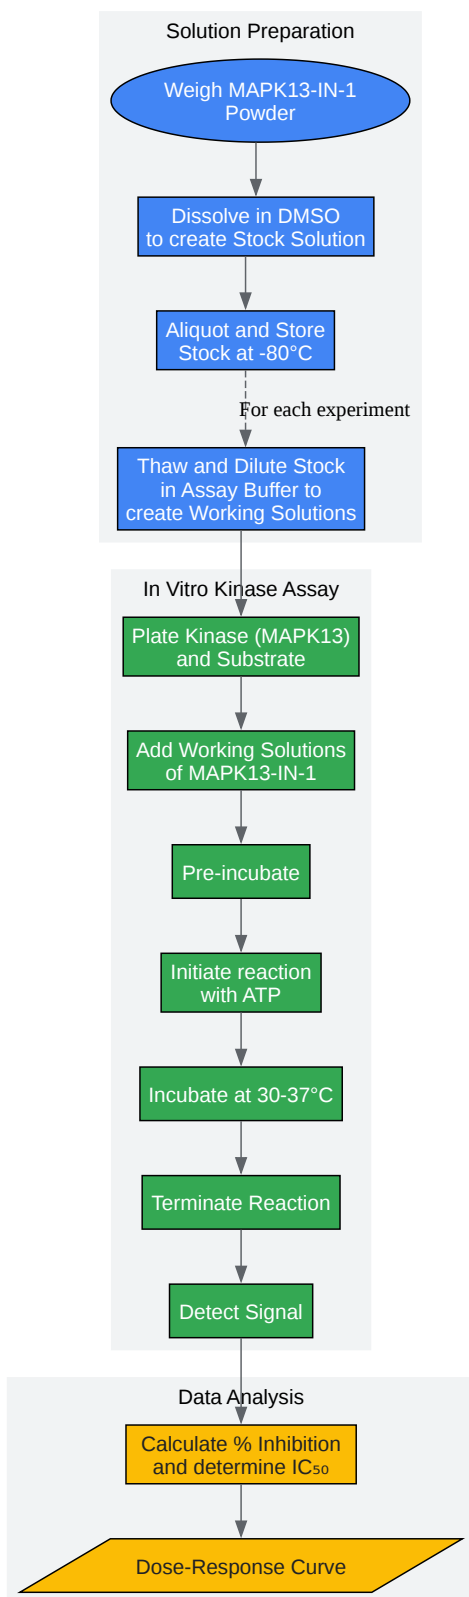 Solution Preparation
Weigh MAPK13-IN-1
Powder
Dissolve in DMSO
to create Stock Solution
Aliquot and Store
Stock at -80°C
For each experiment
Thaw and Dilute Stock
in Assay Buffer to
create Working Solutions
In Vitro Kinase Assay
Plate Kinase (MAPK13)
and Substrate
Add Working Solutions
of MAPK13-IN-1
Pre-incubate
Initiate reaction
with ATP
Incubate at 30-37°C
Terminate Reaction
Detect Signal
Data Analysis
Calculate % Inhibition
and determine IC₅₀
Dose-Response Curve